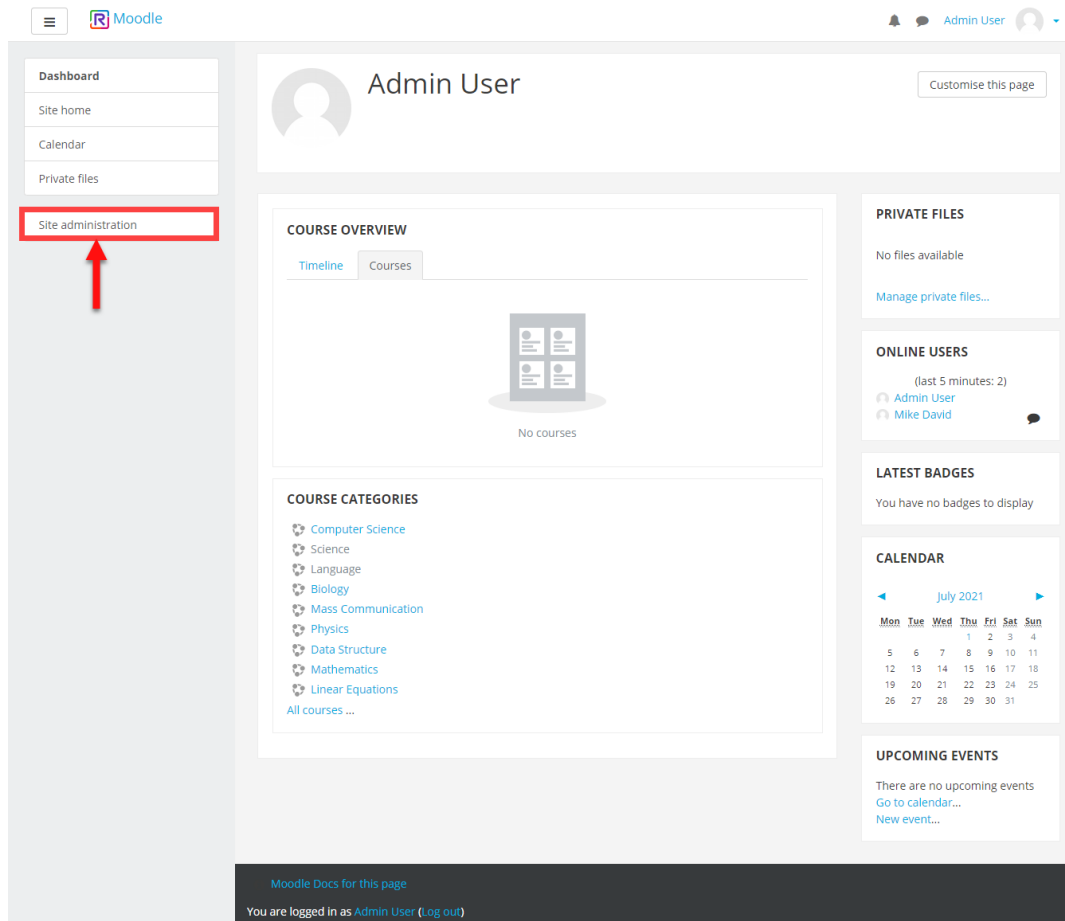 Moodle
Admin User
Dashboard
Site home
Calendar
Private files
Site administration
Admin User
Customise this page
COURSE OVERVIEW
Timeline Courses
No courses
COURSE CATEGORIES
Computer Science
Science
Language
Biology
Mass Communication
Physics
Data Structure
Mathematics
Linear Equations
All courses ...
PRIVATE FILES
No files available
Manage private files...
ONLINE USERS
(last 5 minutes: 2)
Admin User
Mike David
LATEST BADGES
You have no badges to display
CALENDAR
◄ July 2021 ►
Mon Tue Wed Thu Fri Sat Sun
1 2 3 4
5 6 7 8 9 10 11
12 13 14 15 16 17 18
19 20 21 22 23 24 25
26 27 28 29 30 31
UPCOMING EVENTS
There are no upcoming events
Go to calendar...
New event...
Moodle Docs for this page
You are logged in as Admin User (Log out)